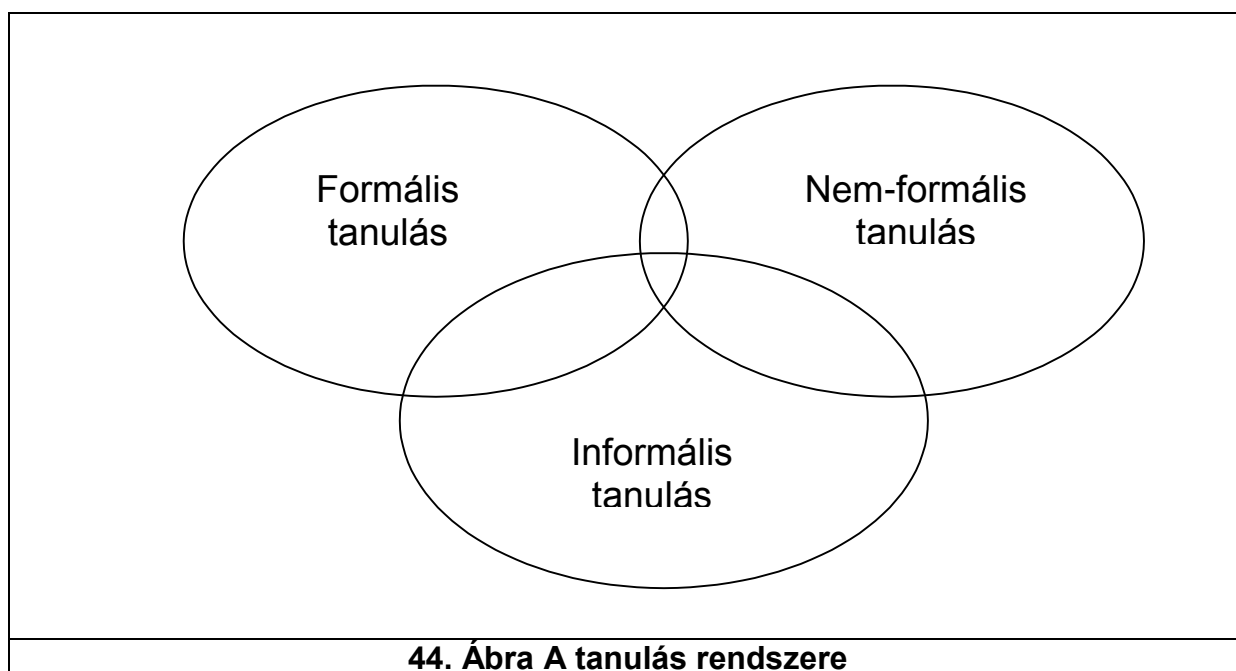 Formális
tanulás
Nem-formális
tanulás
Informális
tanulás
44. Ábra A tanulás rendszere